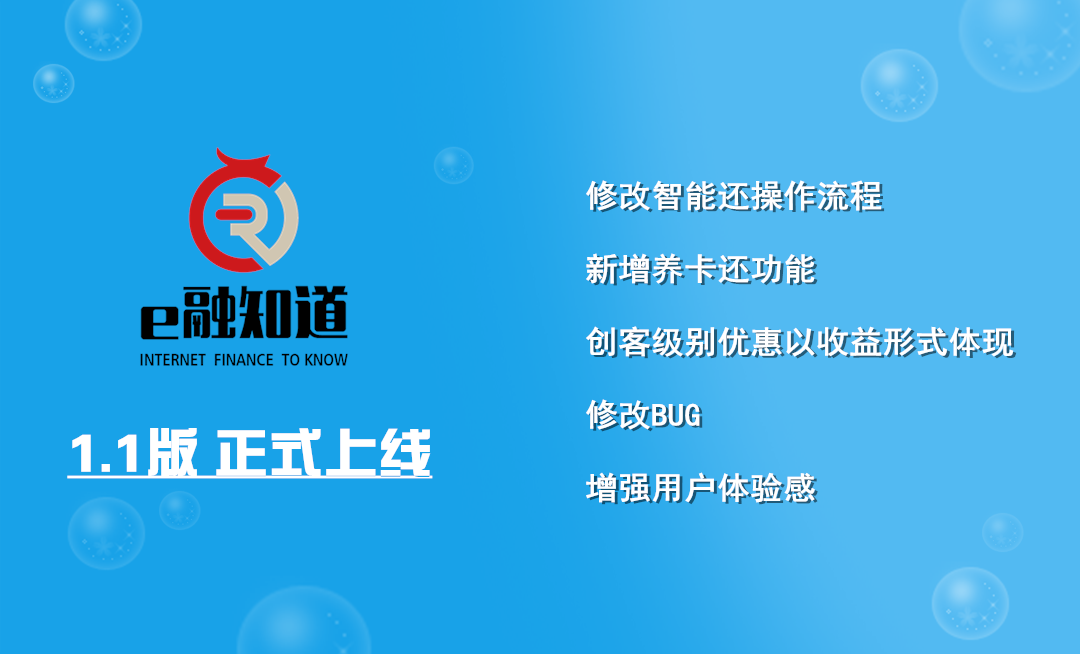 e融知道
INTERNET FINANCE TO KNOW
1.1版 正式上线
修改智能还操作流程
新增养卡还功能
创客级别优惠以收益形式体现
修改BUG
增强用户体验感